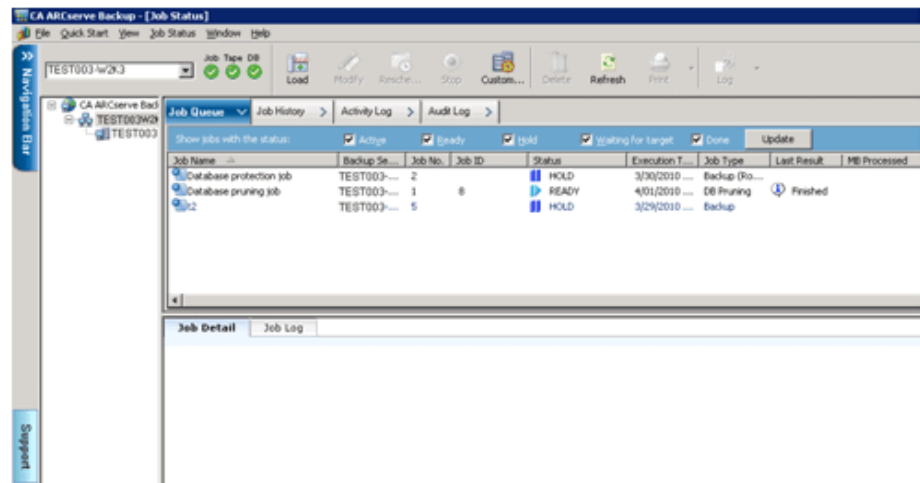 CA ARCserve Backup - [Job Status]
File Quick Start View Job Status Window Help
TEST003-W2K3
Job Tape DB
Load Modify Resche... Stop Custom... Delete Refresh Print Log
Navigation Bar
CA ARCserve Bac
TEST003W2
TEST003
Job Queue Job History Activity Log Audit Log
Show jobs with the status: Active Ready Hold Waiting for target Done Update
Job Name Backup Se... Job No. Job ID Status Execution T... Job Type Last Result MB Processed
Database protection job TEST003-... 2 HOLD 3/30/2010 ... Backup (Ro...
Database pruning job TEST003-... 1 8 READY 4/01/2010 ... DB Pruning Finished
TEST003-... 5 HOLD 3/29/2010 ... Backup
Job Detail Job Log
Support